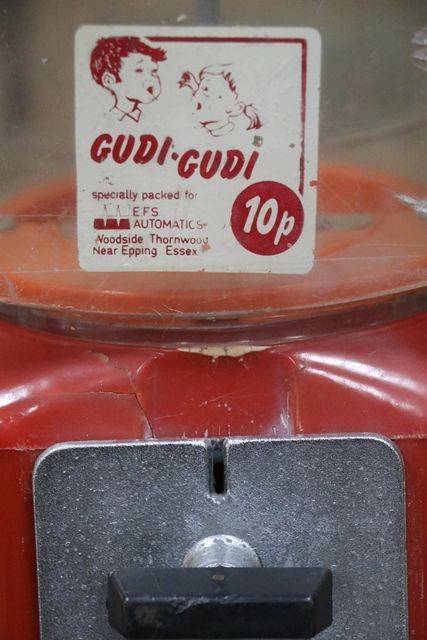 GUDI-GUDI
specially packed for
EFS
AUTOMATICS
Woodside Thornwood
Near Epping Essex
10p